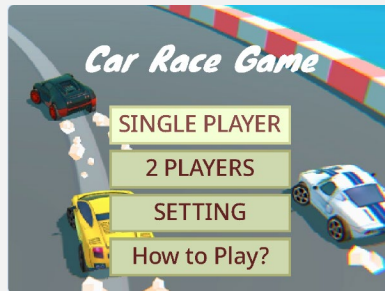 Car Race Game
SINGLE PLAYER
2 PLAYERS
SETTING
How to Play?